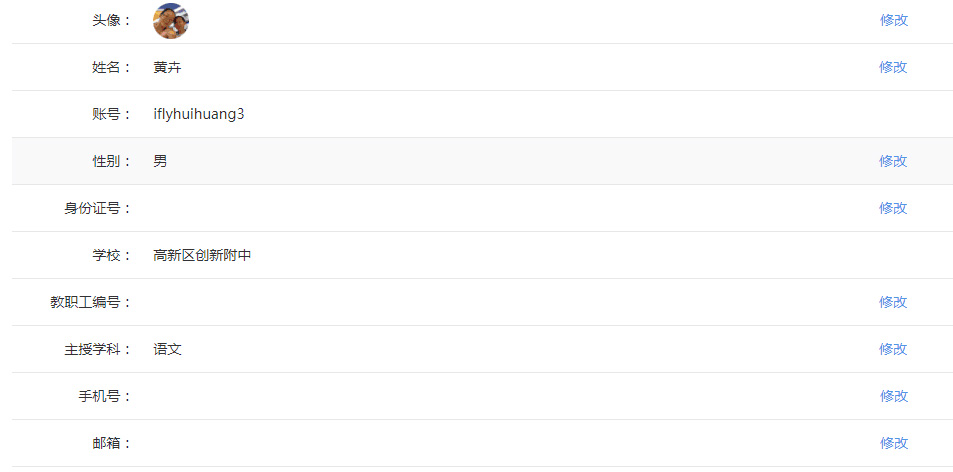 头像： 修改
姓名： 黄卉 修改
账号： iflyhuihuang3
性别： 男 修改
身份证号： 修改
学校： 高新区创新附中
教职工编号： 修改
主授学科： 语文 修改
手机号： 修改
邮箱： 修改